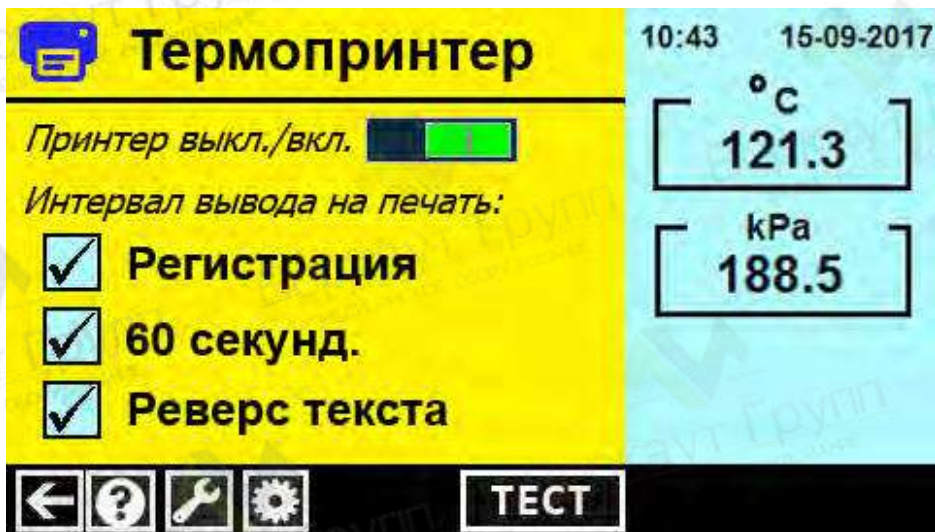 Термопринтер
Принтер выкл./вкл.
Интервал вывода на печать:
Регистрация
60 секунд.
Реверс текста
ТЕСТ
10:43 15-09-2017
°C
121.3
kPa
188.5